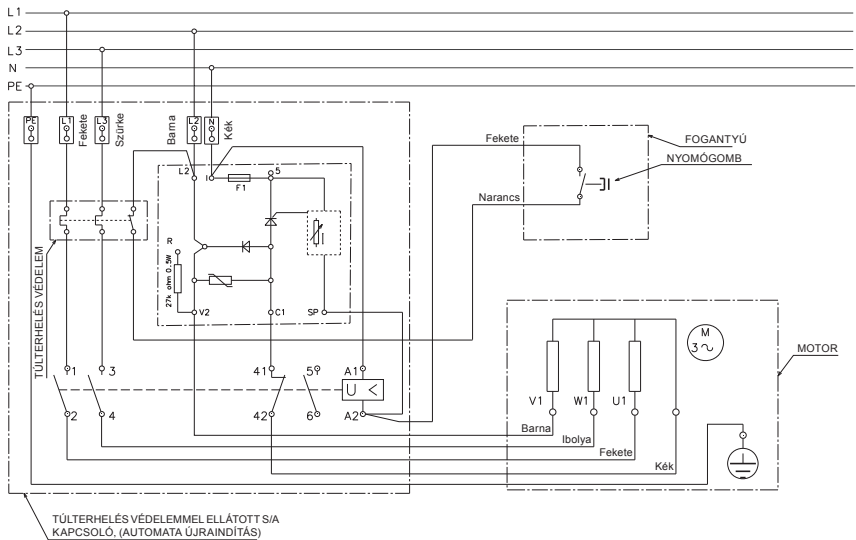 L1
L2
L3
N
PE
PE
L1
Fekete
L3
Szürke
Barna
L2
N
Kék
Fekete
FOGANTYÚ
NYOMÓGOMB
Narancs
L2
I
F1
5
R
27k ohm 0.5W
I
V2
C1
SP
TÚLTERHELÉS VÉDELEM
1
3
41
5
A1
U <
2
4
42
6
A2
M
3~
MOTOR
V1
W1
U1
Barna
Ibolya
Fekete
Kék
TÚLTERHELÉS VÉDELEMMEL ELLÁTOTT S/A
KAPCSOLÓ, (AUTOMATA ÚJRAINDÍTÁS)